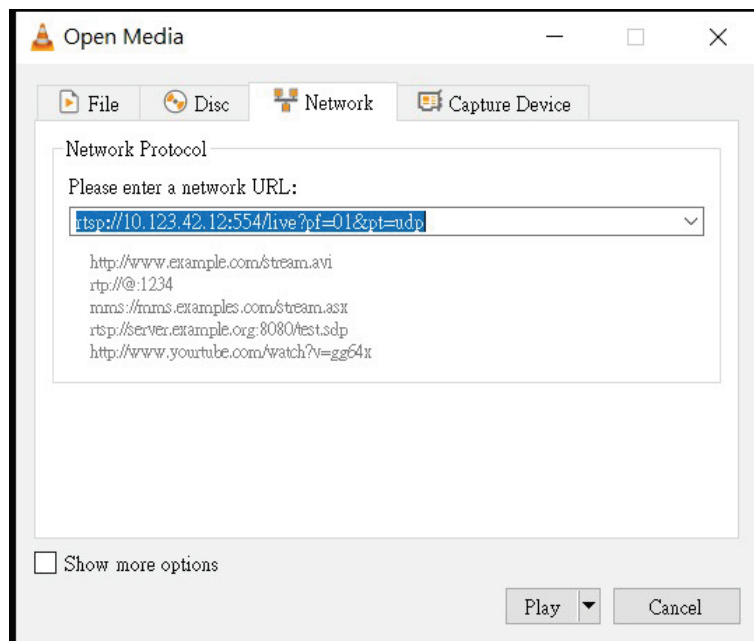 Open Media
File Disc Network Capture Device
Network Protocol
Please enter a network URL:
rtsp://10.123.42.12:554/live?pf=01&pt=udp
http://www.example.com/stream.avi
rtp://@:1234
mms://mms.examples.com/stream.asx
rtsp://server.example.org:8080/test.sdp
http://www.yourtube.com/watch?v=gg64x
Show more options
Play Cancel